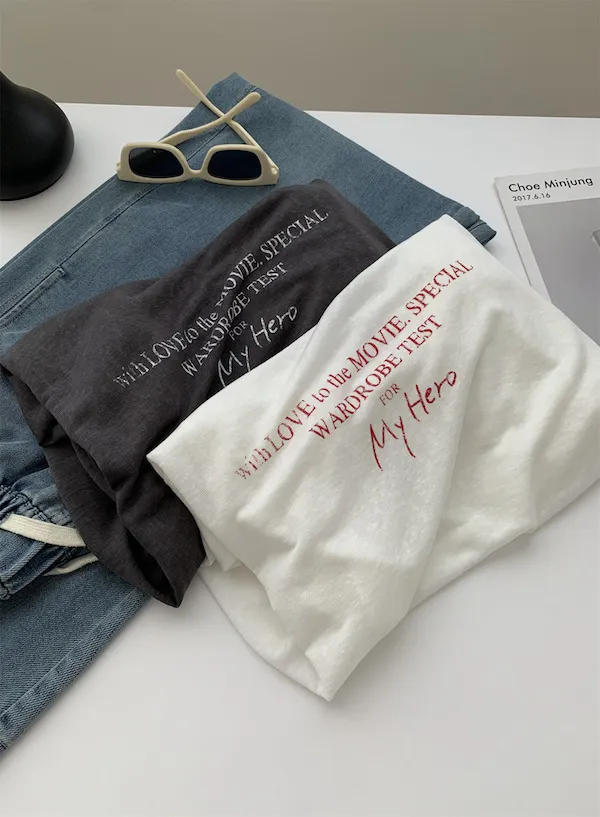 Choe Minjung
2017.6.16
with LOVE to the MOVIE. SPECIAL
WARDROBE TEST
FOR
My Hero
with LOVE to the MOVIE. SPECIAL
WARDROBE TEST
FOR
My Hero